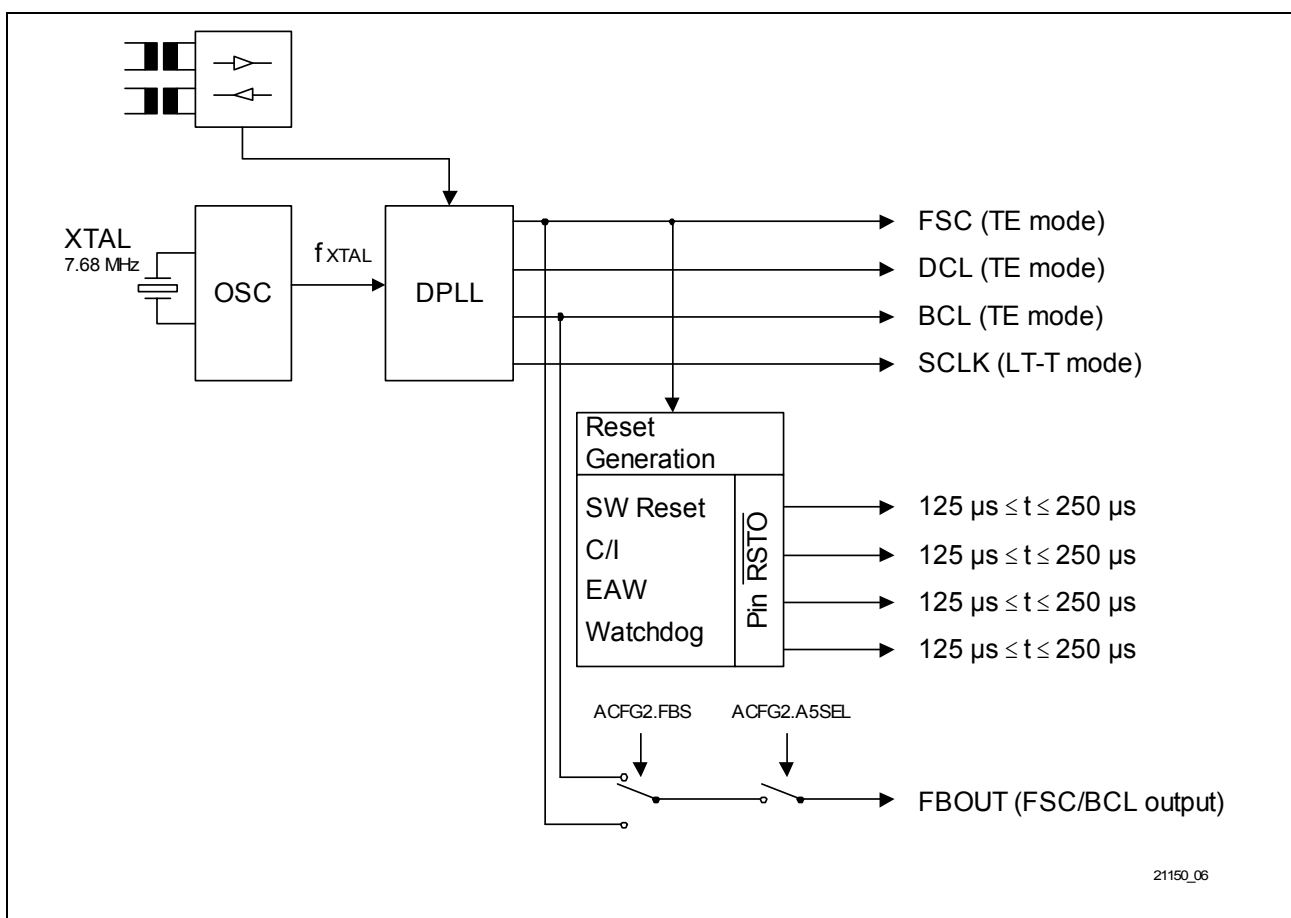 XTAL
7.68 MHz
OSC
fXTAL
DPLL
FSC (TE mode)
DCL (TE mode)
BCL (TE mode)
SCLK (LT-T mode)
Reset
Generation
SW Reset
C/I
EAW
Watchdog
Pin RSTO
125 µs ≤ t ≤ 250 µs
125 µs ≤ t ≤ 250 µs
125 µs ≤ t ≤ 250 µs
125 µs ≤ t ≤ 250 µs
ACFG2.FBS
ACFG2.A5SEL
FBOUT (FSC/BCL output)
21150_06